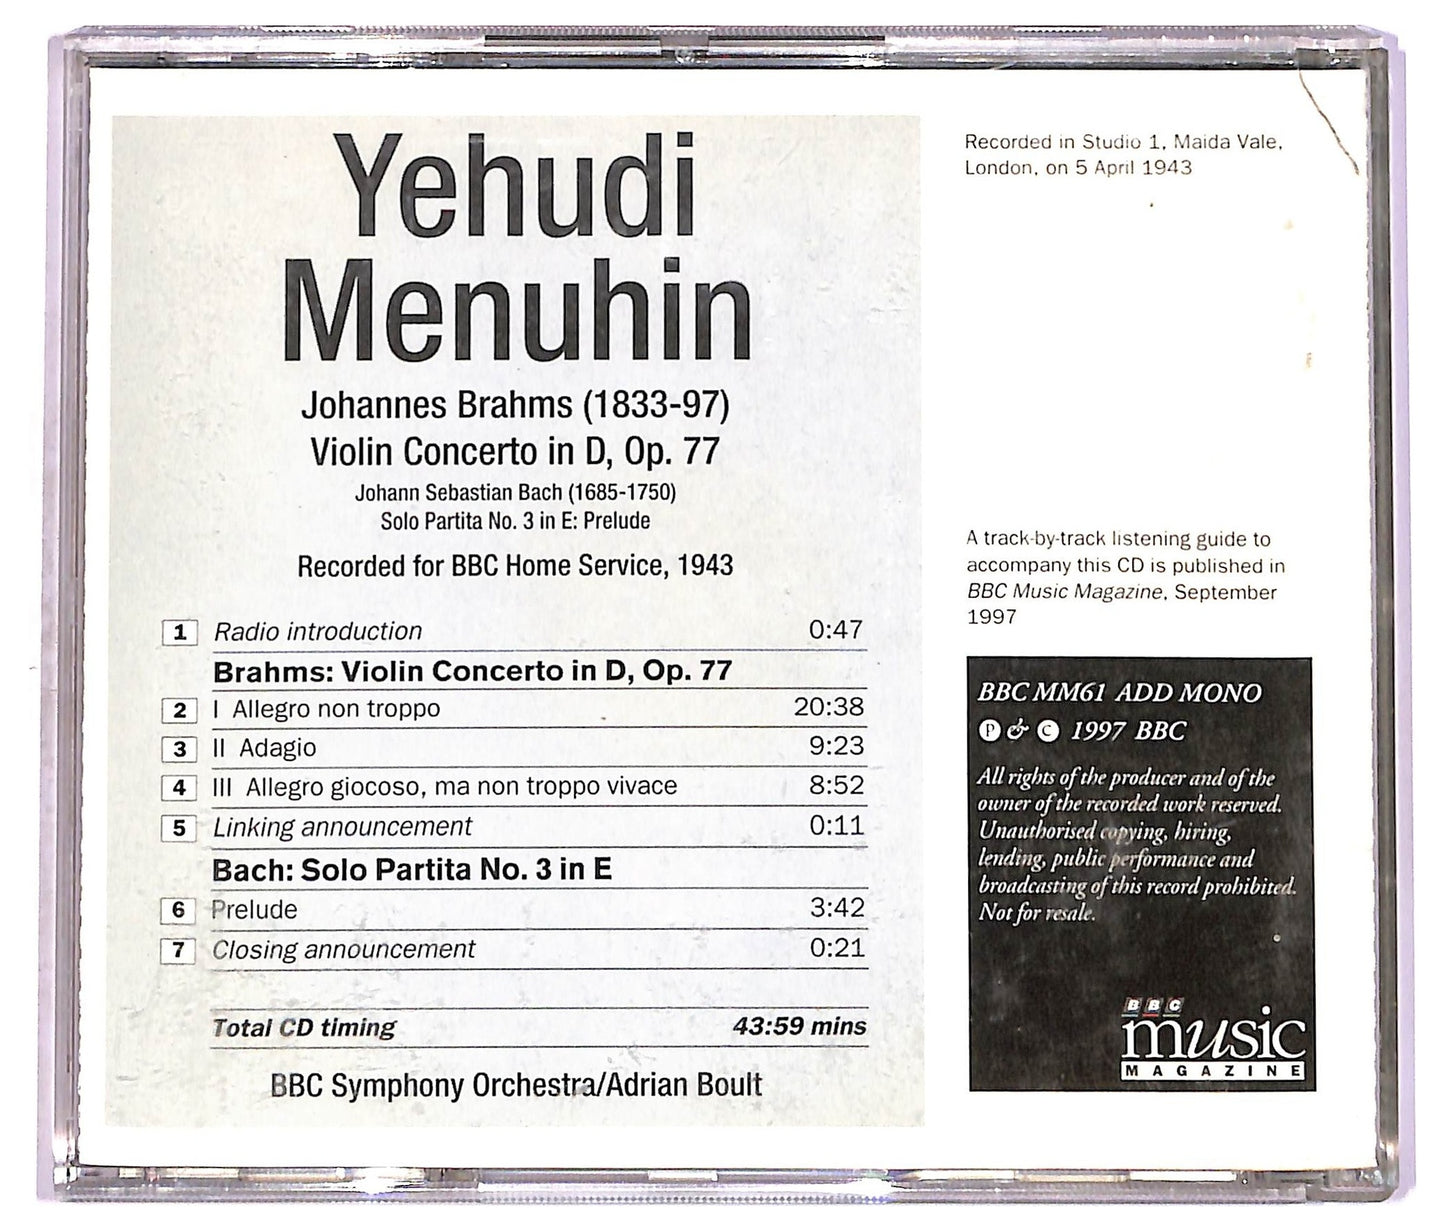 Yehudi
Menuhin
Johannes Brahms (1833-97)
Violin Concerto in D, Op. 77
Johann Sebastian Bach (1685-1750)
Solo Partita No. 3 in E: Prelude
Recorded for BBC Home Service, 1943
1 Radio introduction 0:47
Brahms: Violin Concerto in D, Op. 77
2 I Allegro non troppo 20:38
3 II Adagio 9:23
4 III Allegro giocoso, ma non troppo vivace 8:52
5 Linking announcement 0:11
Bach: Solo Partita No. 3 in E
6 Prelude 3:42
7 Closing announcement 0:21
Total CD timing 43:59 mins
BBC Symphony Orchestra/Adrian Boult
Recorded in Studio 1, Maida Vale,
London, on 5 April 1943
A track-by-track listening guide to
accompany this CD is published in
BBC Music Magazine, September
1997
BBC MM61 ADD MONO
℗ & © 1997 BBC
All rights of the producer and of the
owner of the recorded work reserved.
Unauthorised copying, hiring,
lending, public performance and
broadcasting of this record prohibited.
Not for resale.
BBC
music
MAGAZINE